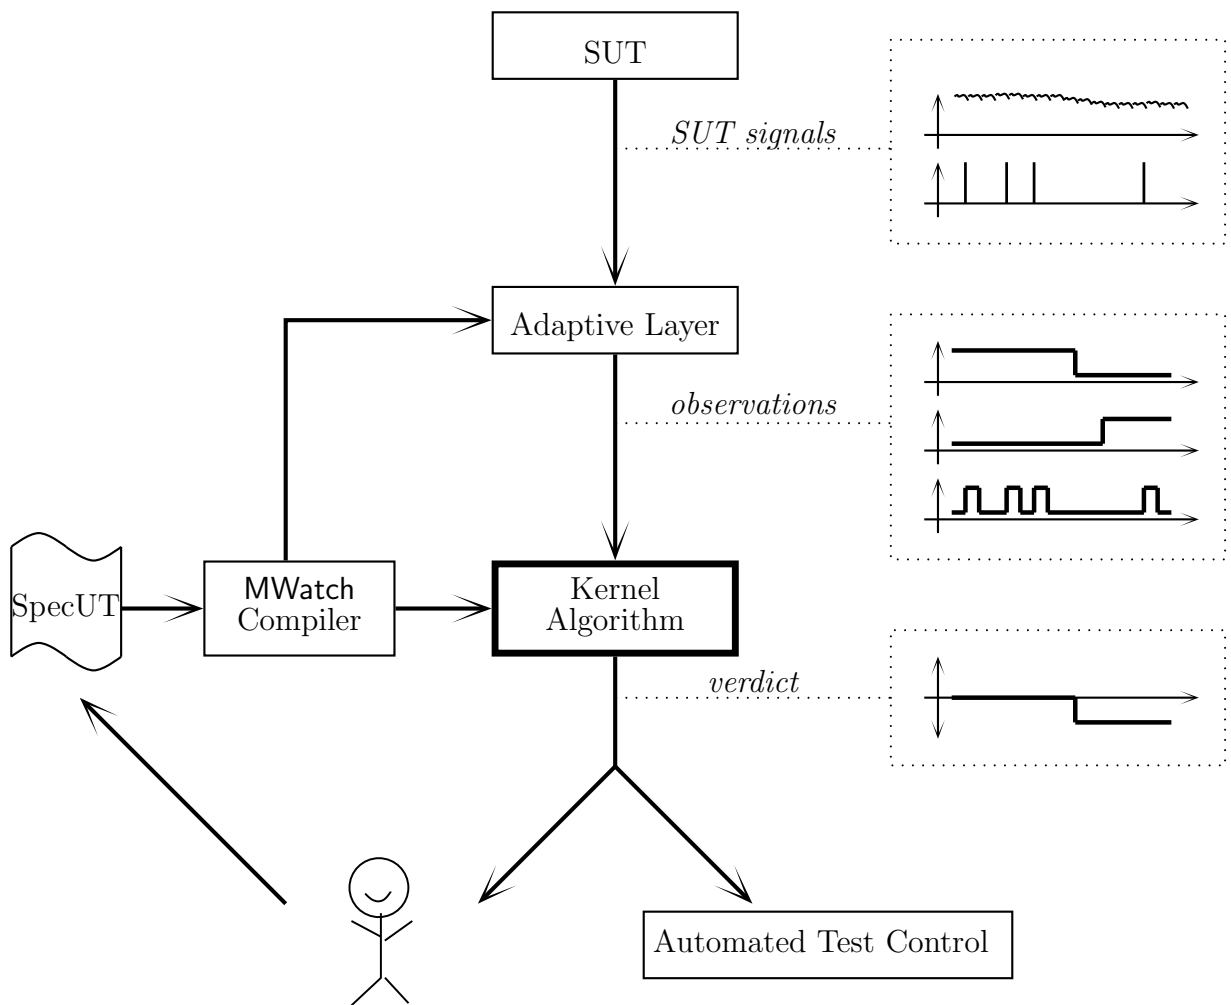 SUT
SUT signals
Adaptive Layer
observations
SpecUT
MWatch
Compiler
Kernel
Algorithm
verdict
Automated Test Control